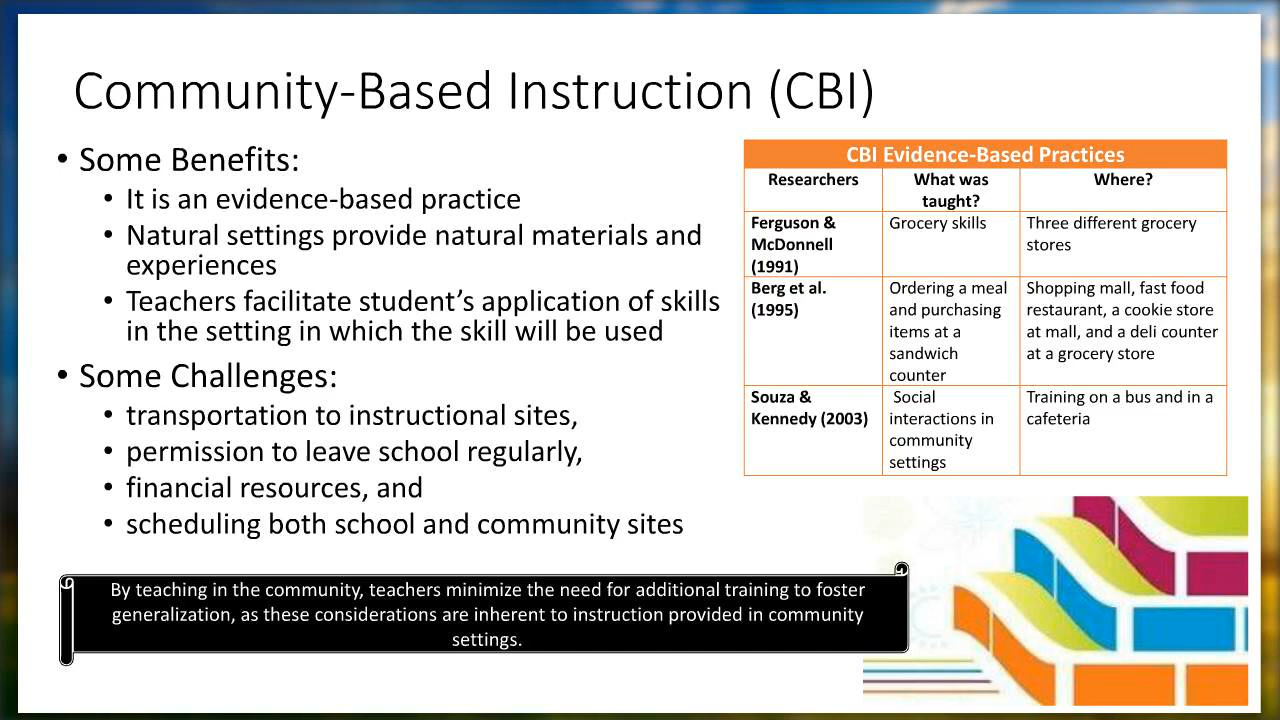 Community-Based Instruction (CBI)
• Some Benefits:
• It is an evidence-based practice
• Natural settings provide natural materials and
experiences
• Teachers facilitate student’s application of skills
in the setting in which the skill will be used
• Some Challenges:
• transportation to instructional sites,
• permission to leave school regularly,
• financial resources, and
• scheduling both school and community sites
CBI Evidence-Based Practices
Researchers
What was
taught?
Where?
Ferguson &
McDonnell
(1991)
Grocery skills
Three different grocery
stores
Berg et al.
(1995)
Ordering a meal
and purchasing
items at a
sandwich
counter
Shopping mall, fast food
restaurant, a cookie store
at mall, and a deli counter
at a grocery store
Souza &
Kennedy (2003)
Social
interactions in
community
settings
Training on a bus and in a
cafeteria
By teaching in the community, teachers minimize the need for additional training to foster
generalization, as these considerations are inherent to instruction provided in community
settings.